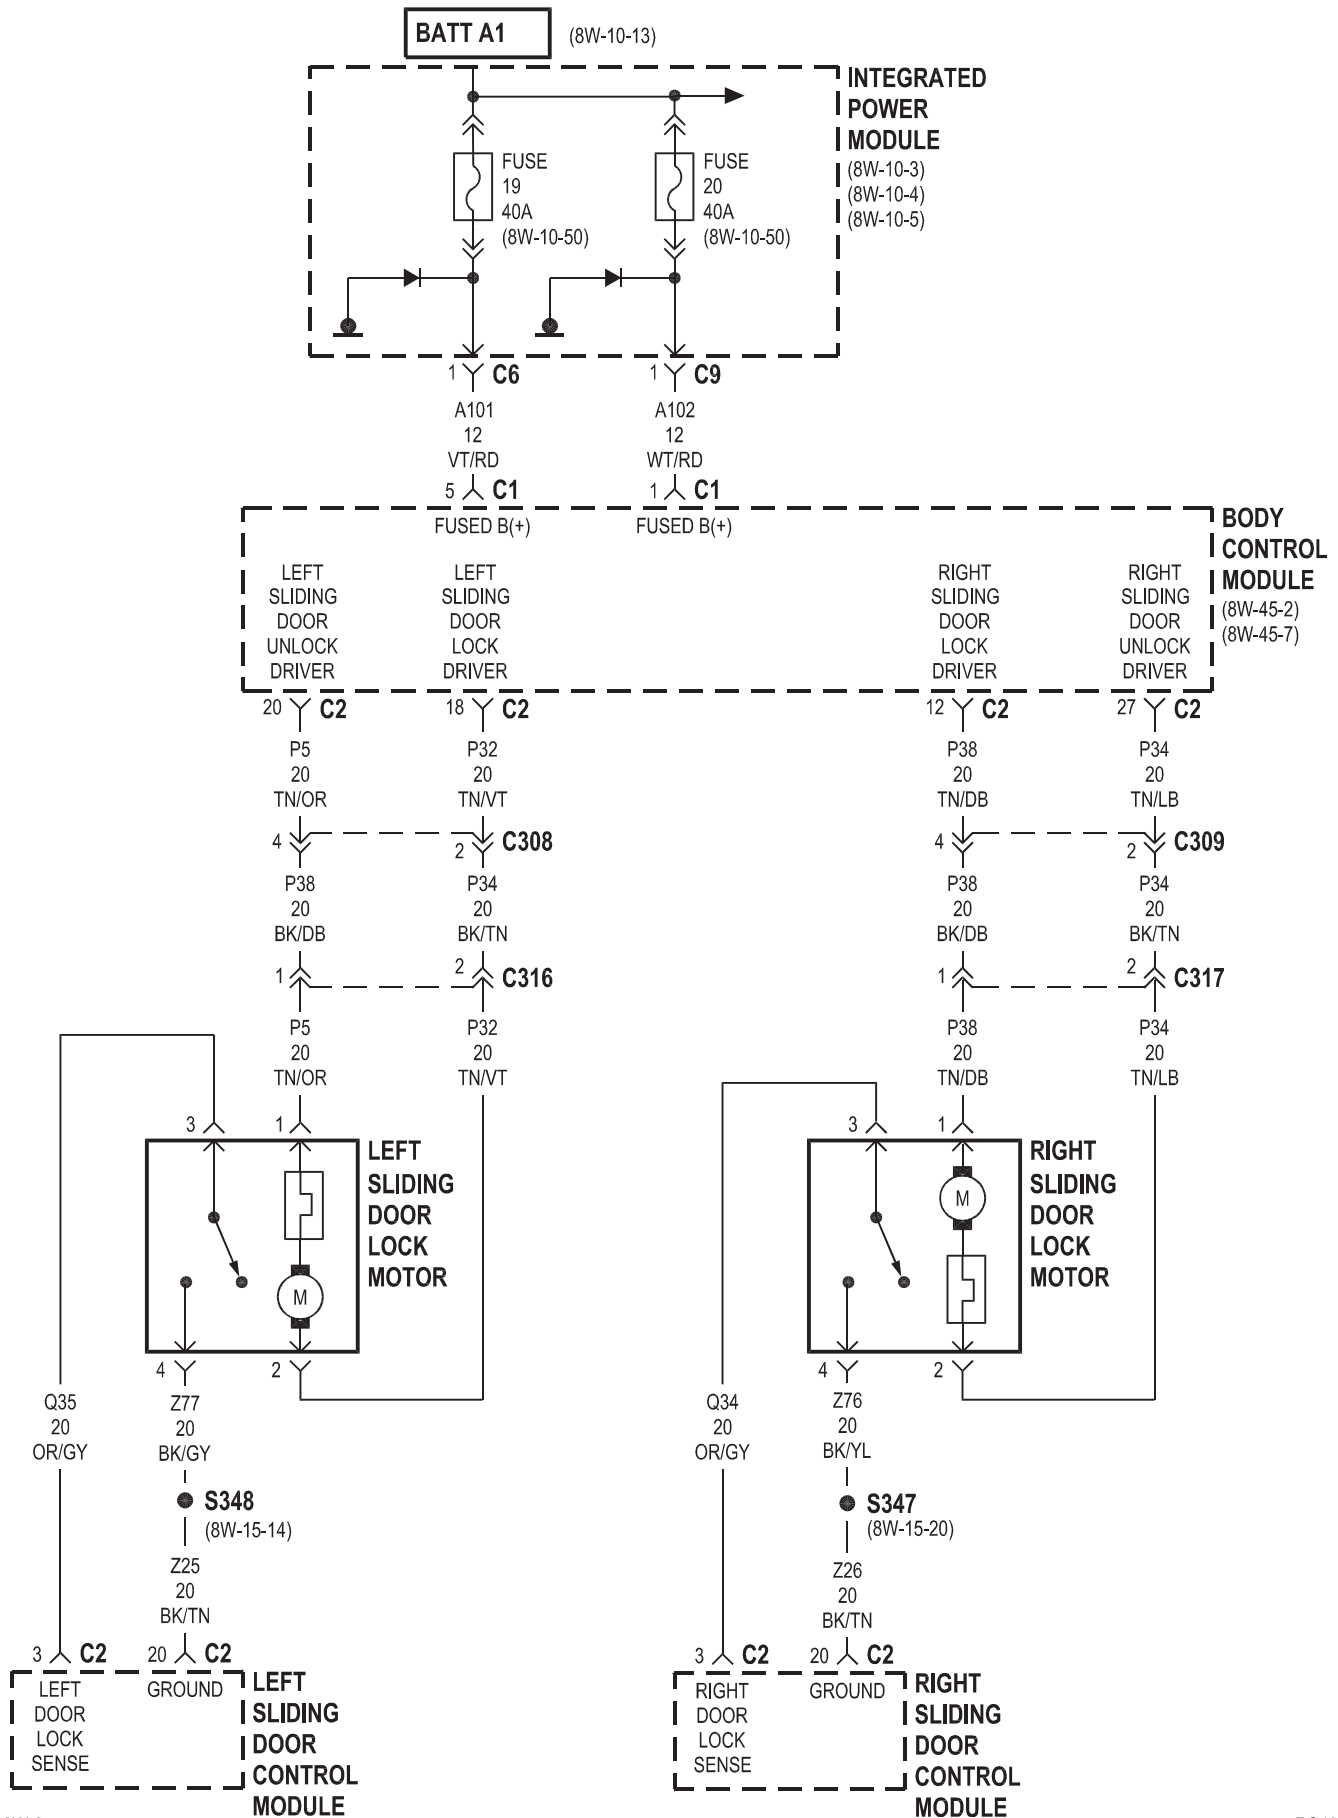 BATT A1 (8W-10-13)
INTEGRATED
POWER
MODULE
(8W-10-3)
(8W-10-4)
(8W-10-5)
FUSE
19
40A
(8W-10-50)
FUSE
20
40A
(8W-10-50)
1 C6
1 C9
A101
12
VT/RD
A102
12
WT/RD
5 C1
1 C1
FUSED B(+)
FUSED B(+)
BODY
CONTROL
MODULE
(8W-45-2)
(8W-45-7)
LEFT
SLIDING
DOOR
UNLOCK
DRIVER
LEFT
SLIDING
DOOR
LOCK
DRIVER
RIGHT
SLIDING
DOOR
LOCK
DRIVER
RIGHT
SLIDING
DOOR
UNLOCK
DRIVER
20 C2
18 C2
12 C2
27 C2
P5
20
TN/OR
P32
20
TN/VT
P38
20
TN/DB
P34
20
TN/LB
4
2 C308
4
2 C309
P38
20
BK/DB
P34
20
BK/TN
P38
20
BK/DB
P34
20
BK/TN
1
2 C316
1
2 C317
P5
20
TN/OR
P32
20
TN/VT
P38
20
TN/DB
P34
20
TN/LB
3
1
LEFT
SLIDING
DOOR
LOCK
MOTOR
M
4
2
3
1
RIGHT
SLIDING
DOOR
LOCK
MOTOR
M
4
2
Q35
20
OR/GY
Z77
20
BK/GY
S348
(8W-15-14)
Z25
20
BK/TN
Q34
20
OR/GY
Z76
20
BK/YL
S347
(8W-15-20)
Z26
20
BK/TN
3 C2
20 C2
LEFT
DOOR
LOCK
SENSE
GROUND
LEFT
SLIDING
DOOR
CONTROL
MODULE
3 C2
20 C2
RIGHT
DOOR
LOCK
SENSE
GROUND
RIGHT
SLIDING
DOOR
CONTROL
MODULE